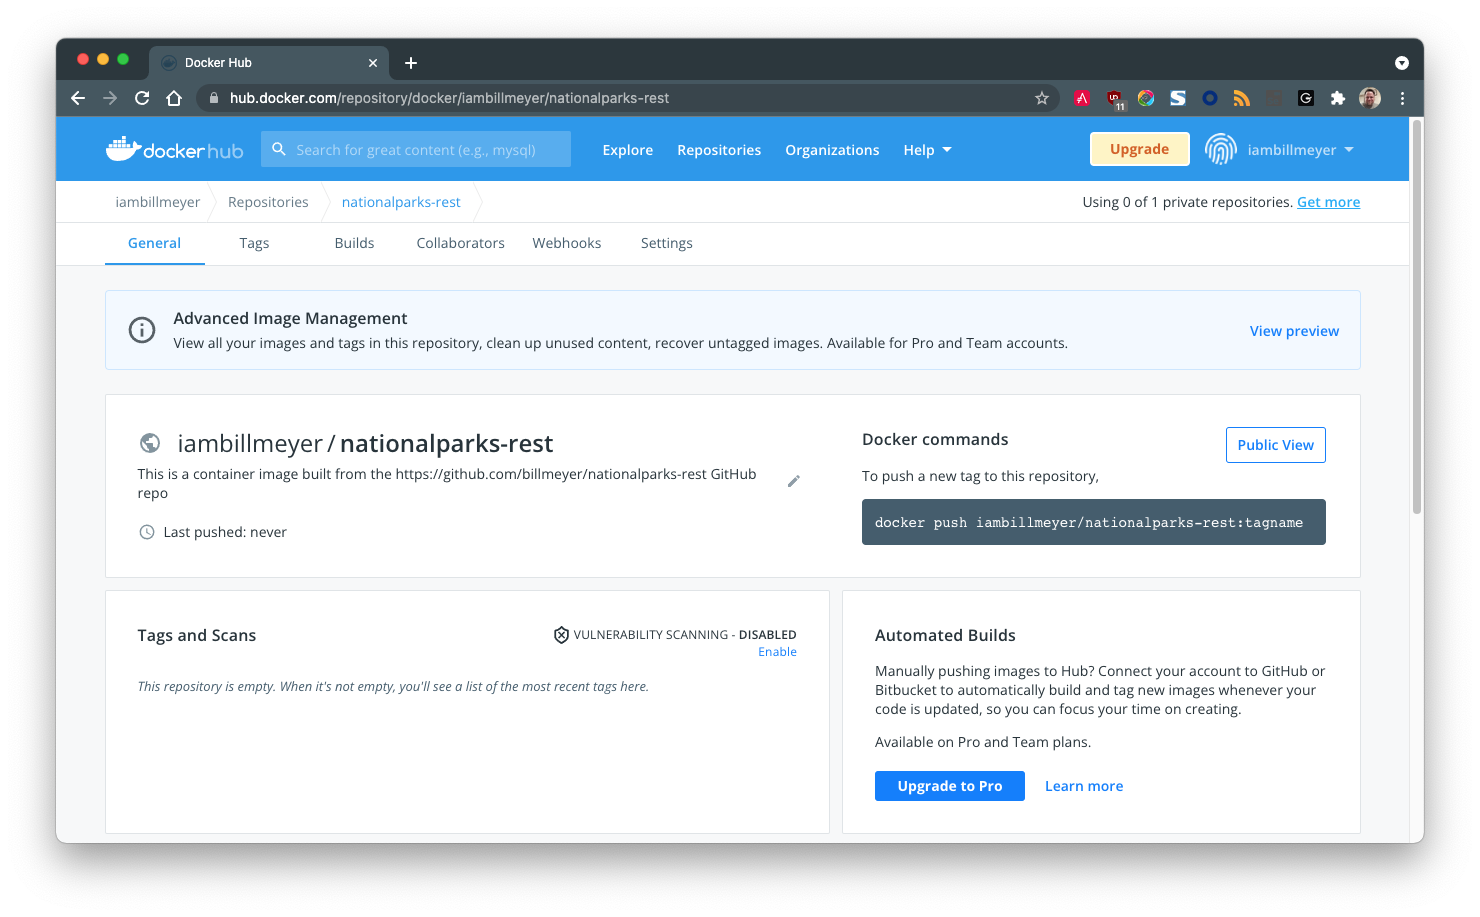 Docker Hub
hub.docker.com/repository/docker/iambillmeyer/nationalparks-rest
11
docker hub
Search for great content (e.g., mysql)
Explore
Repositories
Organizations
Help
Upgrade
iambillmeyer
iambillmeyer
Repositories
nationalparks-rest
Using 0 of 1 private repositories. Get more
General
Tags
Builds
Collaborators
Webhooks
Settings
Advanced Image Management
View all your images and tags in this repository, clean up unused content, recover untagged images. Available for Pro and Team accounts.
View preview
iambillmeyer / nationalparks-rest
This is a container image built from the https://github.com/billmeyer/nationalparks-rest GitHub
repo
Last pushed: never
Docker commands
Public View
To push a new tag to this repository,
docker push iambillmeyer/nationalparks-rest:tagname
Tags and Scans
VULNERABILITY SCANNING - DISABLED
Enable
This repository is empty. When it's not empty, you'll see a list of the most recent tags here.
Automated Builds
Manually pushing images to Hub? Connect your account to GitHub or
Bitbucket to automatically build and tag new images whenever your
code is updated, so you can focus your time on creating.
Available on Pro and Team plans.
Upgrade to Pro
Learn more